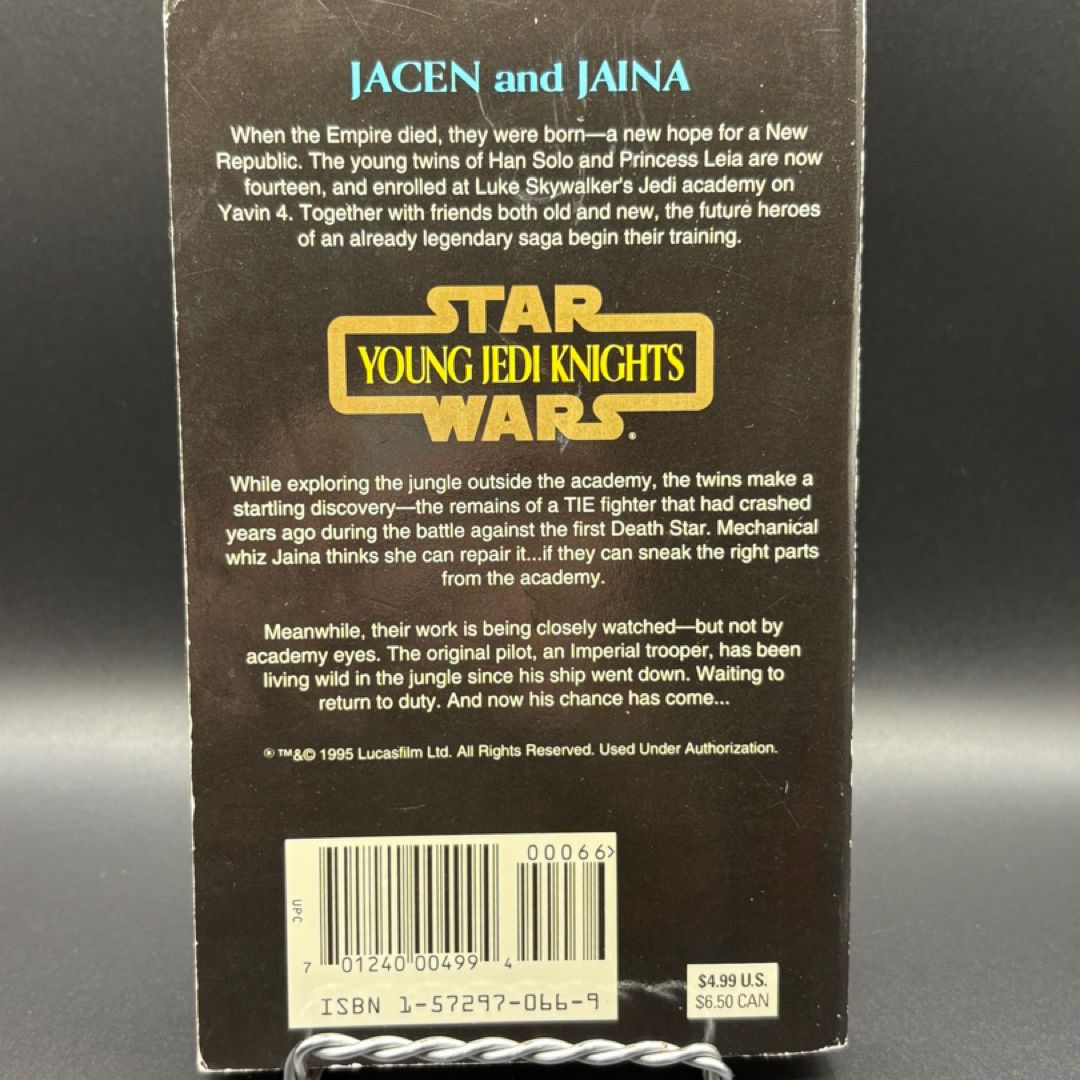 JACEN and JAINA
When the Empire died, they were born—a new hope for a New
Republic. The young twins of Han Solo and Princess Leia are now
fourteen, and enrolled at Luke Skywalker's Jedi academy on
Yavin 4. Together with friends both old and new, the future heroes
of an already legendary saga begin their training.
STAR
YOUNG JEDI KNIGHTS
WARS®
While exploring the jungle outside the academy, the twins make a
startling discovery—the remains of a TIE fighter that had crashed
years ago during the battle against the first Death Star. Mechanical
whiz Jaina thinks she can repair it...if they can sneak the right parts
from the academy.
Meanwhile, their work is being closely watched—but not by
academy eyes. The original pilot, an Imperial trooper, has been
living wild in the jungle since his ship went down. Waiting to
return to duty. And now his chance has come...
® ™&© 1995 Lucasfilm Ltd. All Rights Reserved. Used Under Authorization.
00066>
UPC
7 01240 00499 4
ISBN 1-57297-066-9
$4.99 U.S.
$6.50 CAN